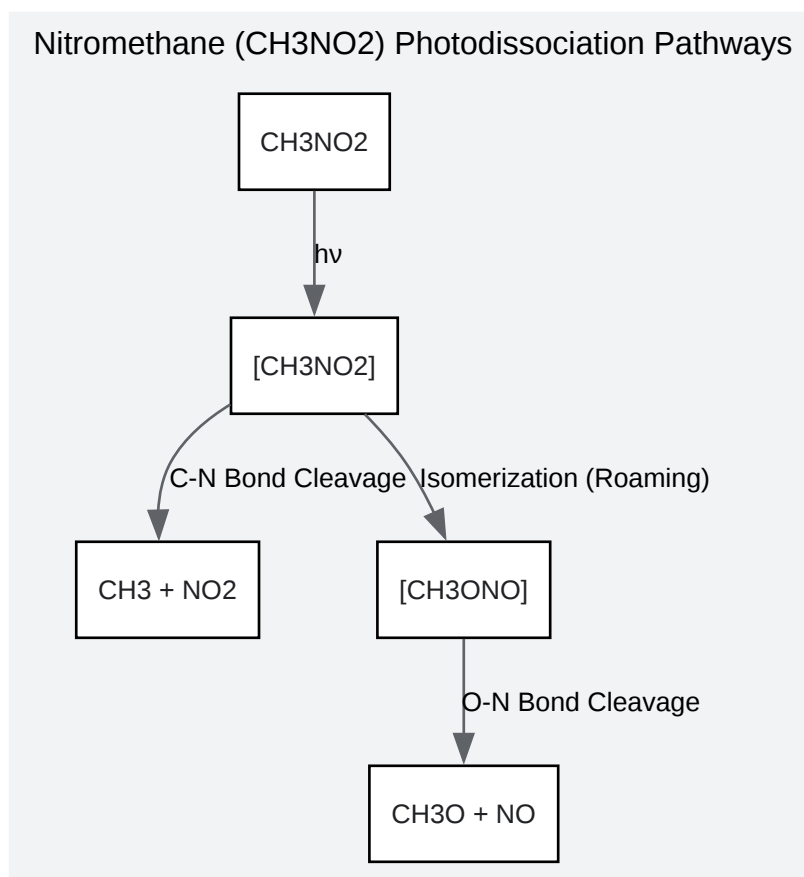 Nitromethane (CH3NO2) Photodissociation Pathways
CH3NO2
hν
[CH3NO2]
C-N Bond Cleavage
Isomerization (Roaming)
CH3 + NO2
[CH3ONO]
O-N Bond Cleavage
CH3O + NO